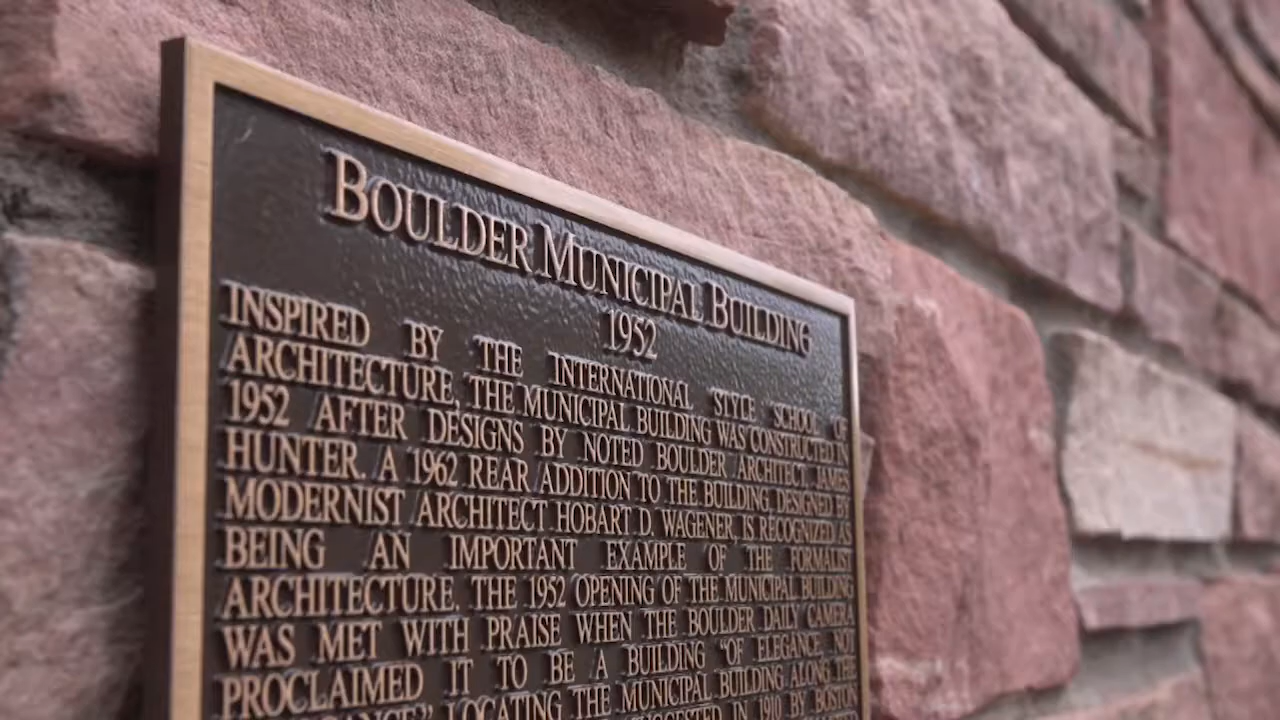 BOULDER MUNICIPAL BUILDING
1952
INSPIRED BY THE INTERNATIONAL STYLE SCHOOL OF
ARCHITECTURE, THE MUNICIPAL BUILDING WAS CONSTRUCTED IN
1952 AFTER DESIGNS BY NOTED BOULDER ARCHITECT, JAMES
HUNTER. A 1962 REAR ADDITION TO THE BUILDING, DESIGNED BY
MODERNIST ARCHITECT HOBART D. WAGENER, IS RECOGNIZED AS
BEING AN IMPORTANT EXAMPLE OF THE FORMALIST
ARCHITECTURE. THE 1952 OPENING OF THE MUNICIPAL BUILDING
WAS MET WITH PRAISE WHEN THE BOULDER DAILY CAMERA
PROCLAIMED IT TO BE A BUILDING "OF ELEGANCE, NOT
LOCATING THE MUNICIPAL BUILDING ALONG THE
SUGGESTED IN 1910 BY BOSTON